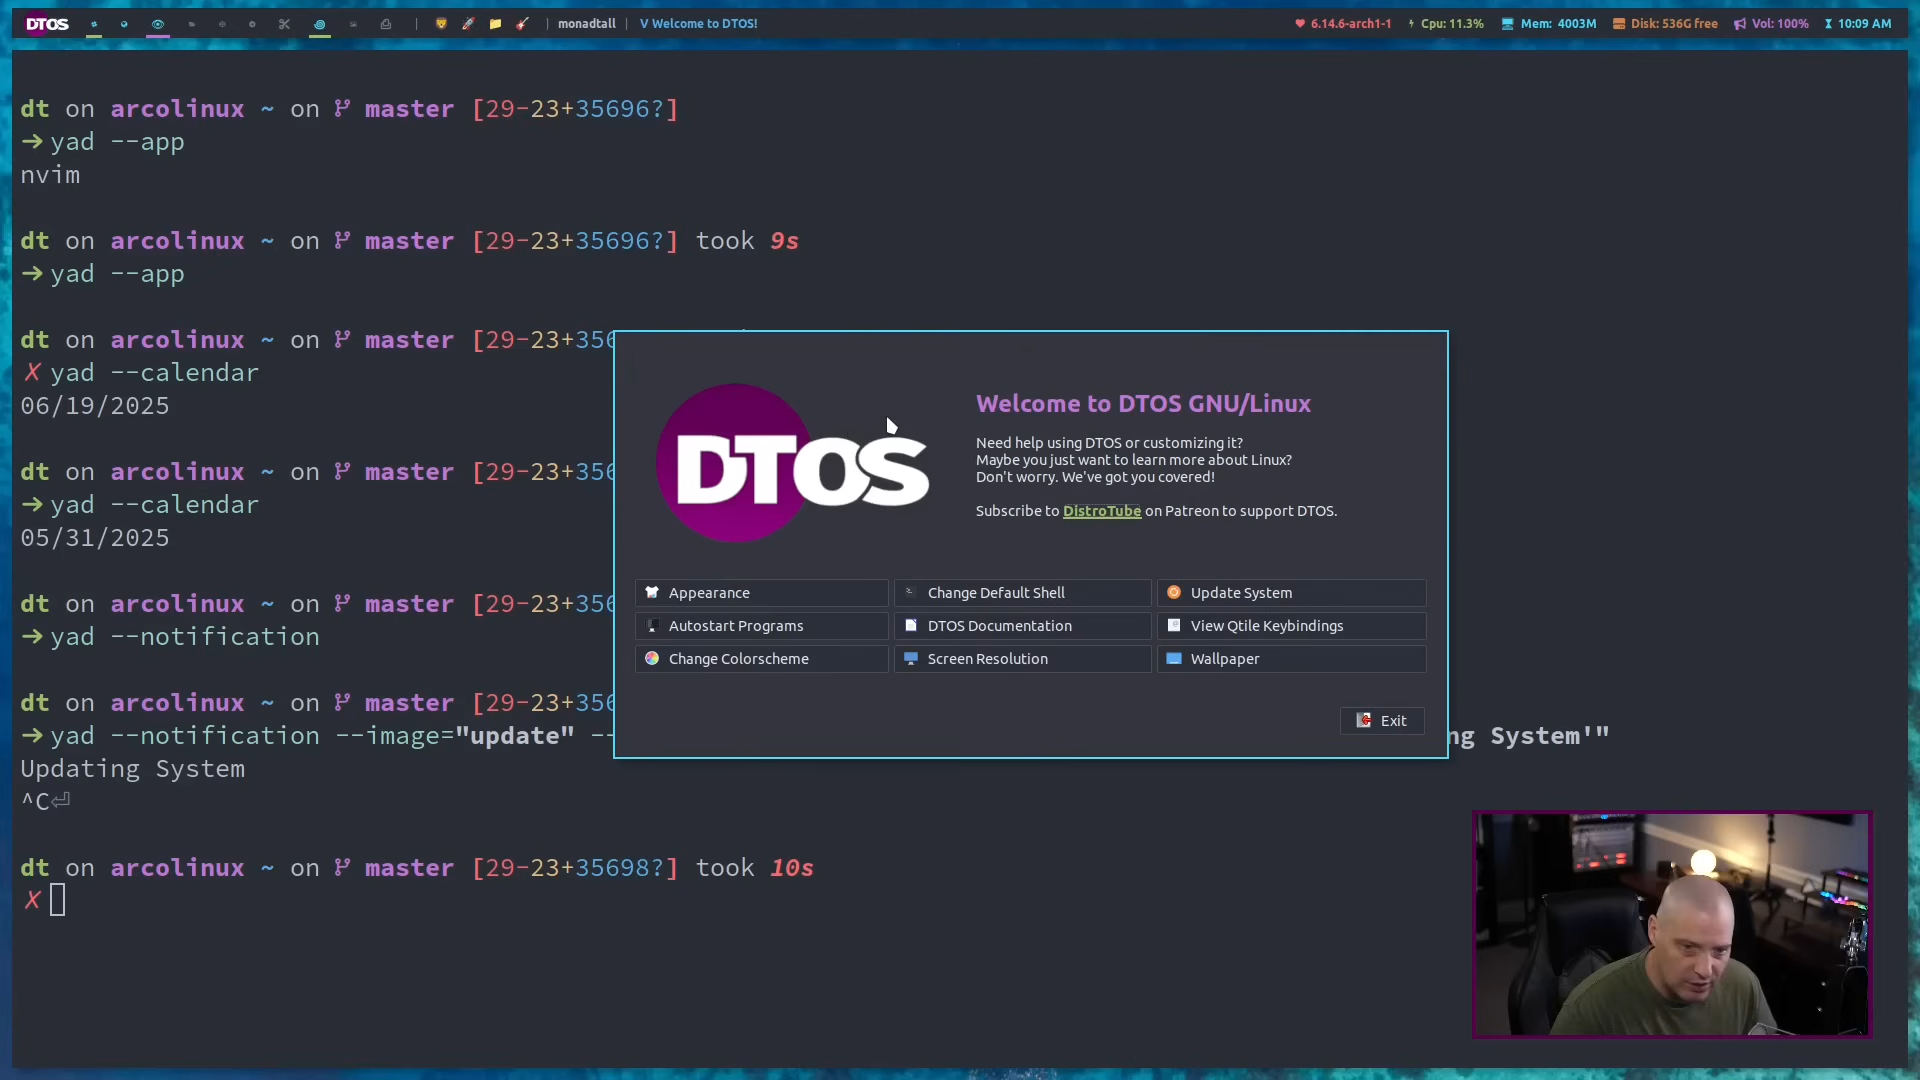 DTOS | monadtall | V Welcome to DTOS! 6.14.6-arch1-1 Cpu: 11.3% Mem: 4003M Disk: 536G free Vol: 100% 10:09 AM
dt on arcolinux ~ on master [29-23+35696?]
➜ yad --app
nvim
dt on arcolinux ~ on master [29-23+35696?] took 9s
➜ yad --app
dt on arcolinux ~ on master [29-23+356
✗ yad --calendar
06/19/2025
dt on arcolinux ~ on master [29-23+356
➜ yad --calendar
05/31/2025
dt on arcolinux ~ on master [29-23+356
➜ yad --notification
dt on arcolinux ~ on master [29-23+356
➜ yad --notification --image="update" -- ng System'"
Updating System
^C⏎
dt on arcolinux ~ on master [29-23+35698?] took 10s
✗
DTOS
Welcome to DTOS GNU/Linux
Need help using DTOS or customizing it?
Maybe you just want to learn more about Linux?
Don't worry. We've got you covered!
Subscribe to DistroTube on Patreon to support DTOS.
Appearance Change Default Shell Update System
Autostart Programs DTOS Documentation View Qtile Keybindings
Change Colorscheme Screen Resolution Wallpaper
Exit